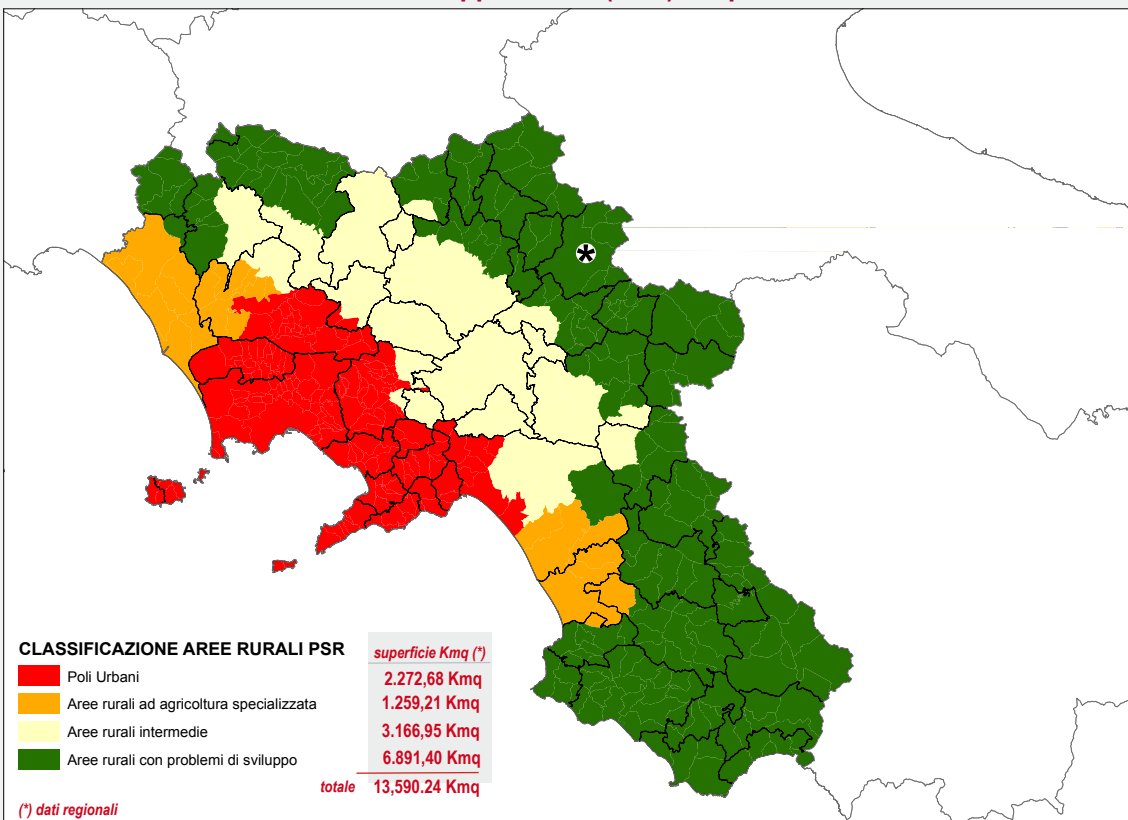 CLASSIFICAZIONE AREE RURALI PSR
superficie Kmq (*)
Poli Urbani
2.272,68 Kmq
Aree rurali ad agricoltura specializzata
1.259,21 Kmq
Aree rurali intermedie
3.166,95 Kmq
Aree rurali con problemi di sviluppo
6.891,40 Kmq
totale 13,590.24 Kmq
(*) dati regionali
*